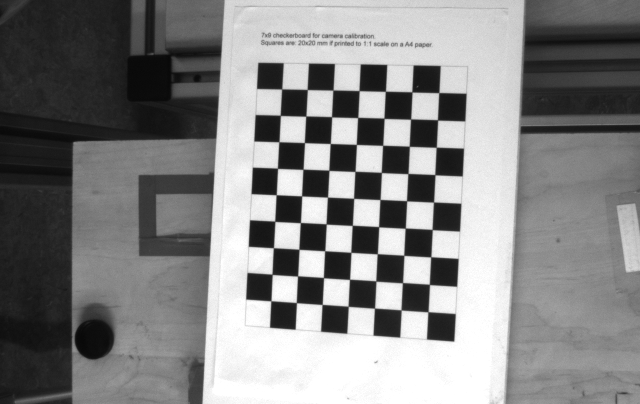 7x9 checkerboard for camera calibration.
Squares are: 20x20 mm if printed to 1:1 scale on a A4 paper.